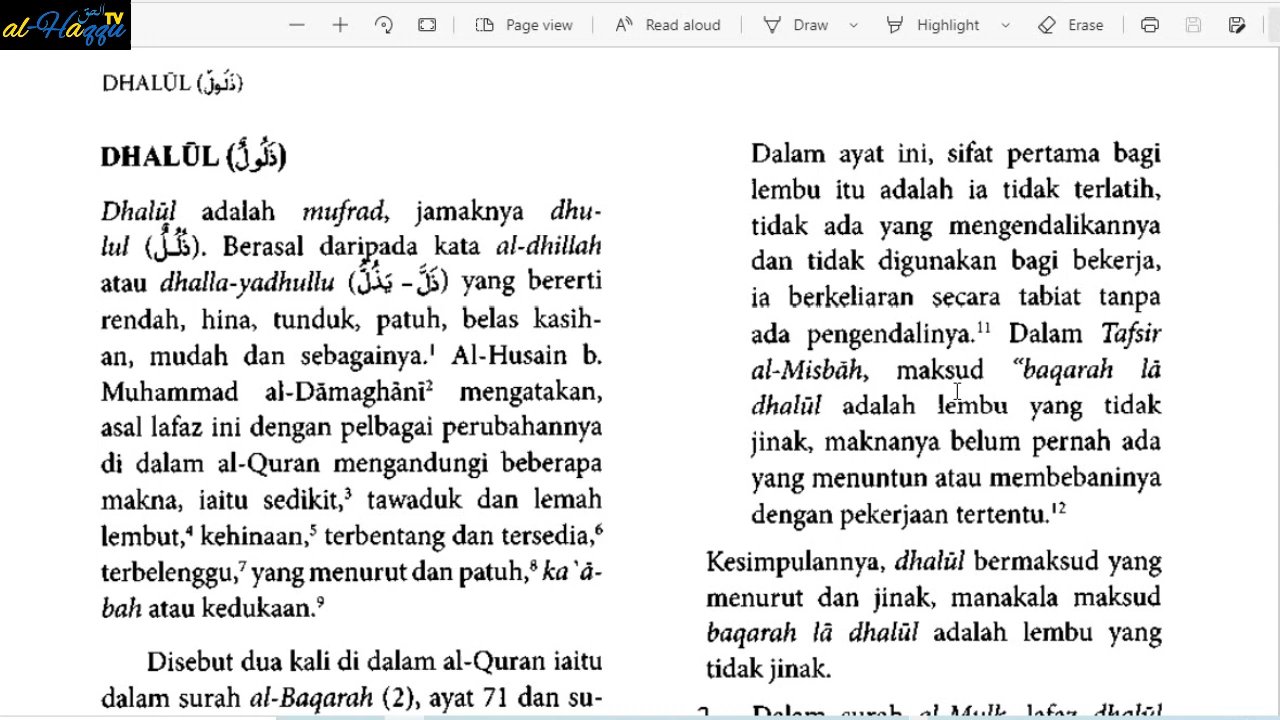 الحق
al-Haqqu TV
Page view
Read aloud
Draw
Highlight
Erase
DHALŪL (ذَلُولٌ)
DHALŪL (ذَلُولٌ)
Dhalūl adalah mufrad, jamaknya dhu-
lul (ذُلُلٌ). Berasal daripada kata al-dhillah
atau dhalla-yadhullu (ذَلَّ – يَذُلُّ) yang bererti
rendah, hina, tunduk, patuh, belas kasih-
an, mudah dan sebagainya.¹ Al-Husain b.
Muhammad al-Dāmaghānī² mengatakan,
asal lafaz ini dengan pelbagai perubahannya
di dalam al-Quran mengandungi beberapa
makna, iaitu sedikit,³ tawaduk dan lemah
lembut,⁴ kehinaan,⁵ terbentang dan tersedia,⁶
terbelenggu,⁷ yang menurut dan patuh,⁸ ka`ā-
bah atau kedukaan.⁹
Disebut dua kali di dalam al-Quran iaitu
dalam surah al-Baqarah (2), ayat 71 dan su-
Dalam ayat ini, sifat pertama bagi
lembu itu adalah ia tidak terlatih,
tidak ada yang mengendalikannya
dan tidak digunakan bagi bekerja,
ia berkeliaran secara tabiat tanpa
ada pengendalinya.¹¹ Dalam Tafsir
al-Misbāh, maksud “baqarah lā
dhalūl adalah lembu yang tidak
jinak, maknanya belum pernah ada
yang menuntun atau membebaninya
dengan pekerjaan tertentu.¹²
Kesimpulannya, dhalūl bermaksud yang
menurut dan jinak, manakala maksud
baqarah lā dhalūl adalah lembu yang
tidak jinak.
2 Dalam surah al-Mulk, lafaz dhalūl